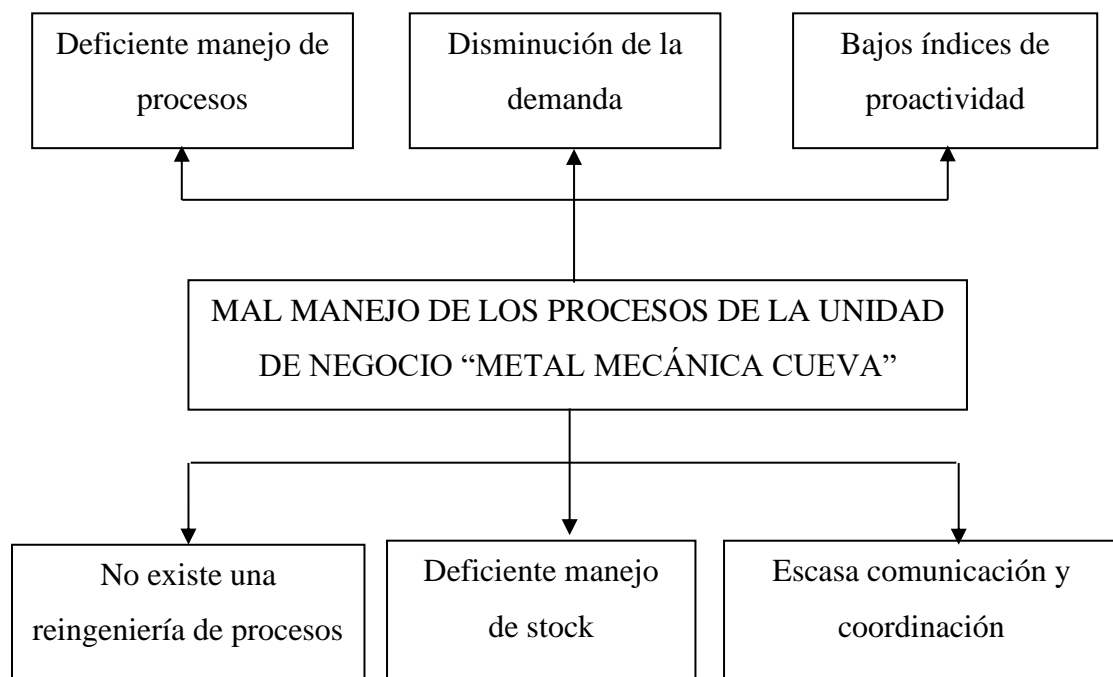 Deficiente manejo de
procesos
Disminución de la
demanda
Bajos índices de
proactividad
MAL MANEJO DE LOS PROCESOS DE LA UNIDAD
DE NEGOCIO “METAL MECÁNICA CUEVA”
No existe una
reingeniería de procesos
Deficiente manejo
de stock
Escasa comunicación y
coordinación